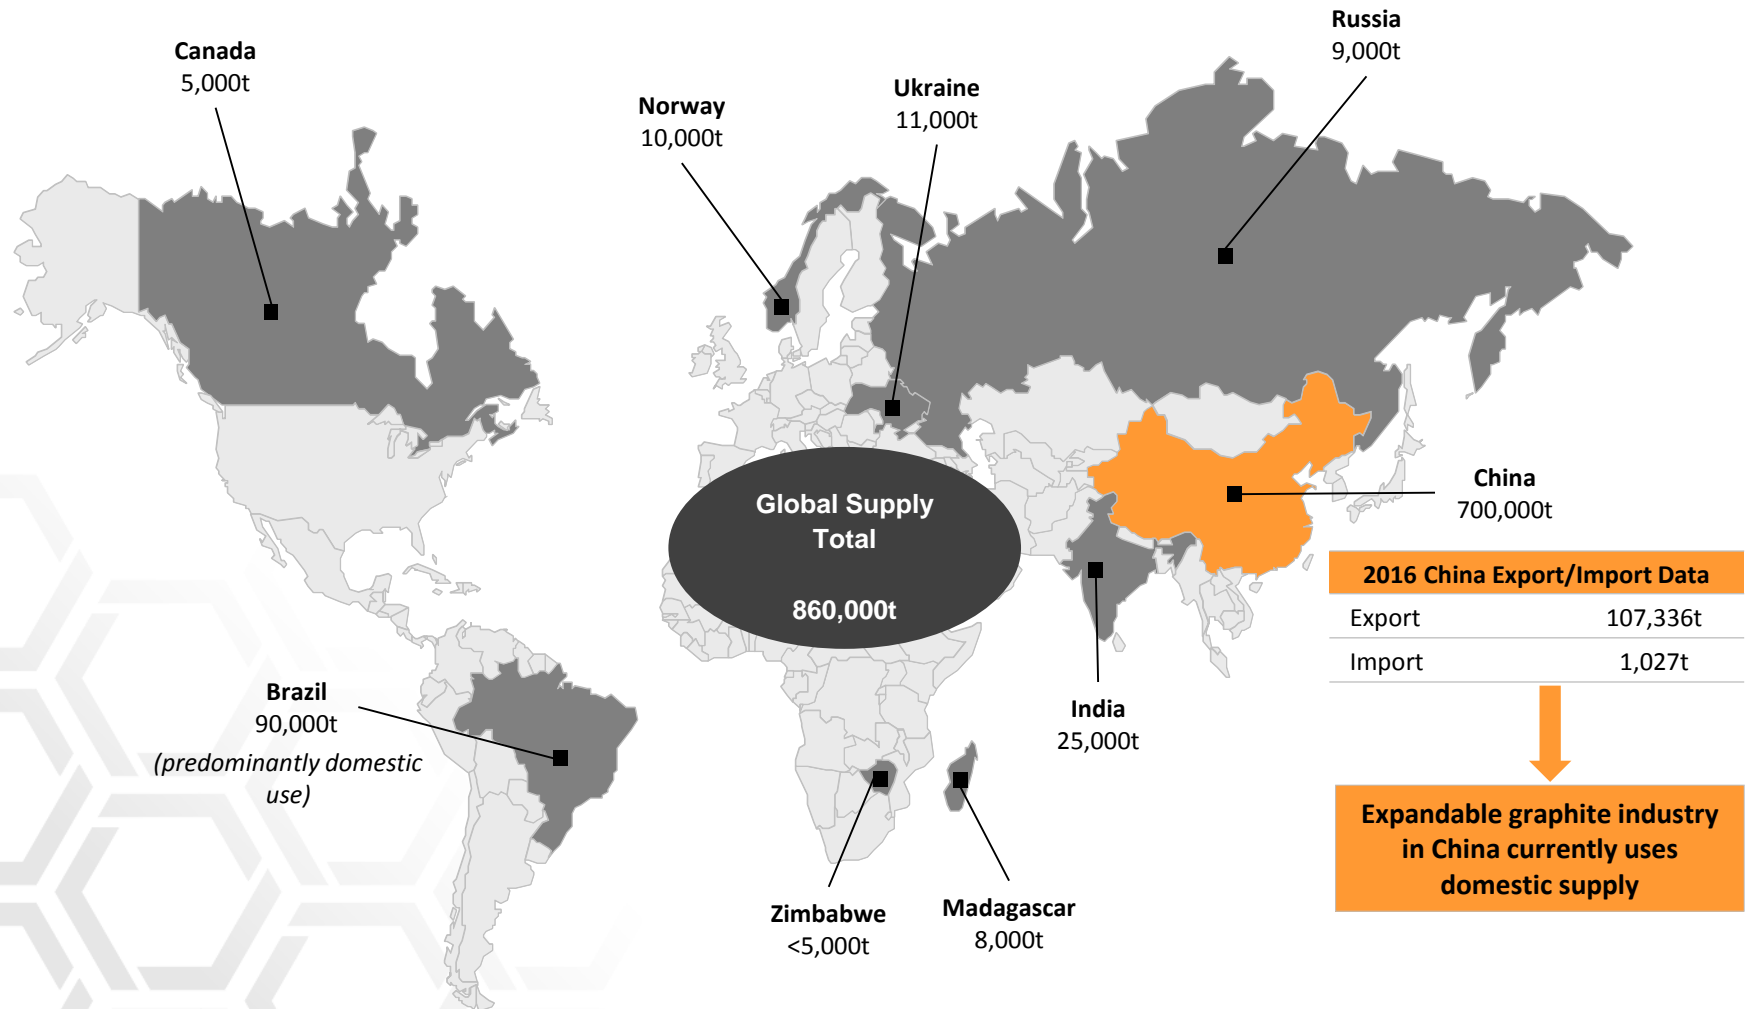 Russia
9,000t
Canada
5,000t
Ukraine
11,000t
Norway
10,000t
China
700,000t
Global Supply
Total
860,000t
2016 China Export/Import Data
Export 107,336t
Import 1,027t
Brazil
90,000t
(predominantly domestic
use)
India
25,000t
Expandable graphite industry
in China currently uses
domestic supply
Zimbabwe
<5,000t
Madagascar
8,000t